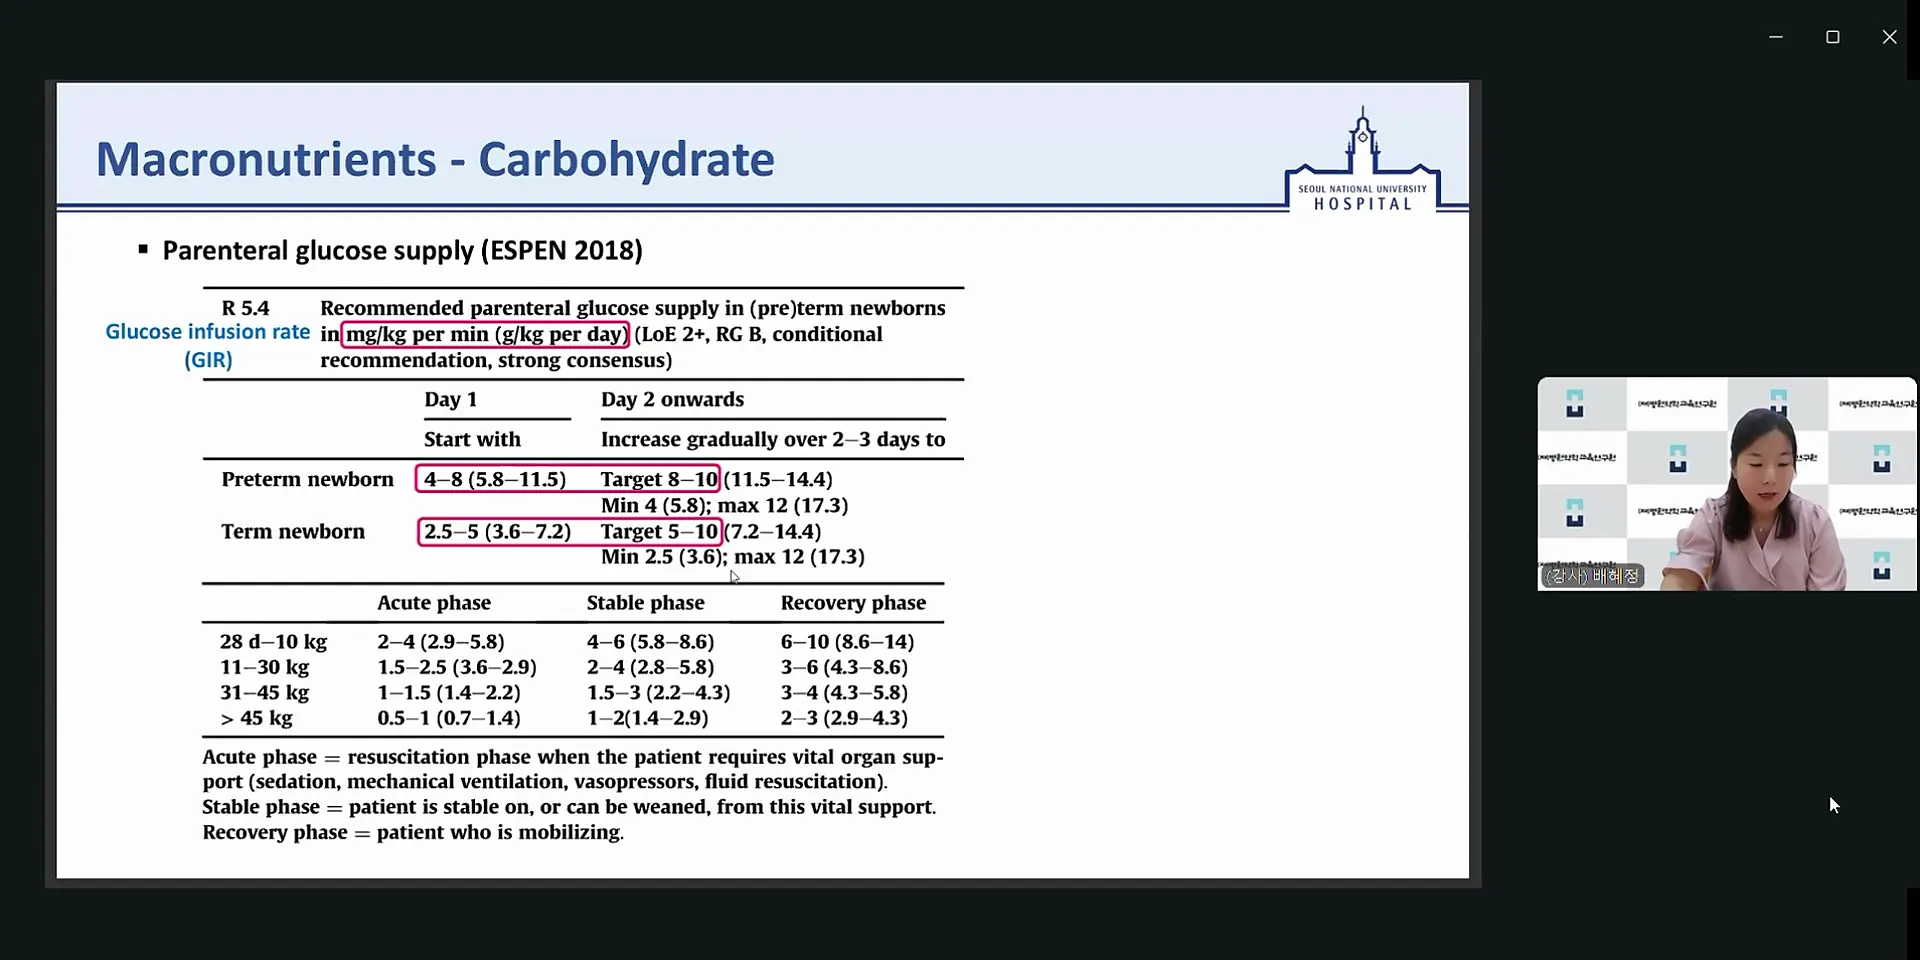 Macronutrients - Carbohydrate
SEOUL NATIONAL UNIVERSITY
HOSPITAL
▪ Parenteral glucose supply (ESPEN 2018)
R 5.4 Recommended parenteral glucose supply in (pre)term newborns
Glucose infusion rate in mg/kg per min (g/kg per day) (LoE 2+, RG B, conditional
(GIR) recommendation, strong consensus)
Day 1 Day 2 onwards
Start with Increase gradually over 2–3 days to
Preterm newborn 4–8 (5.8–11.5) Target 8–10 (11.5–14.4)
Min 4 (5.8); max 12 (17.3)
Term newborn 2.5–5 (3.6–7.2) Target 5–10 (7.2–14.4)
Min 2.5 (3.6); max 12 (17.3)
Acute phase Stable phase Recovery phase
28 d–10 kg 2–4 (2.9–5.8) 4–6 (5.8–8.6) 6–10 (8.6–14)
11–30 kg 1.5–2.5 (3.6–2.9) 2–4 (2.8–5.8) 3–6 (4.3–8.6)
31–45 kg 1–1.5 (1.4–2.2) 1.5–3 (2.2–4.3) 3–4 (4.3–5.8)
> 45 kg 0.5–1 (0.7–1.4) 1–2(1.4–2.9) 2–3 (2.9–4.3)
Acute phase = resuscitation phase when the patient requires vital organ sup-
port (sedation, mechanical ventilation, vasopressors, fluid resuscitation).
Stable phase = patient is stable on, or can be weaned, from this vital support.
Recovery phase = patient who is mobilizing.
(재)병원약학교육연구원
(강사) 배혜정